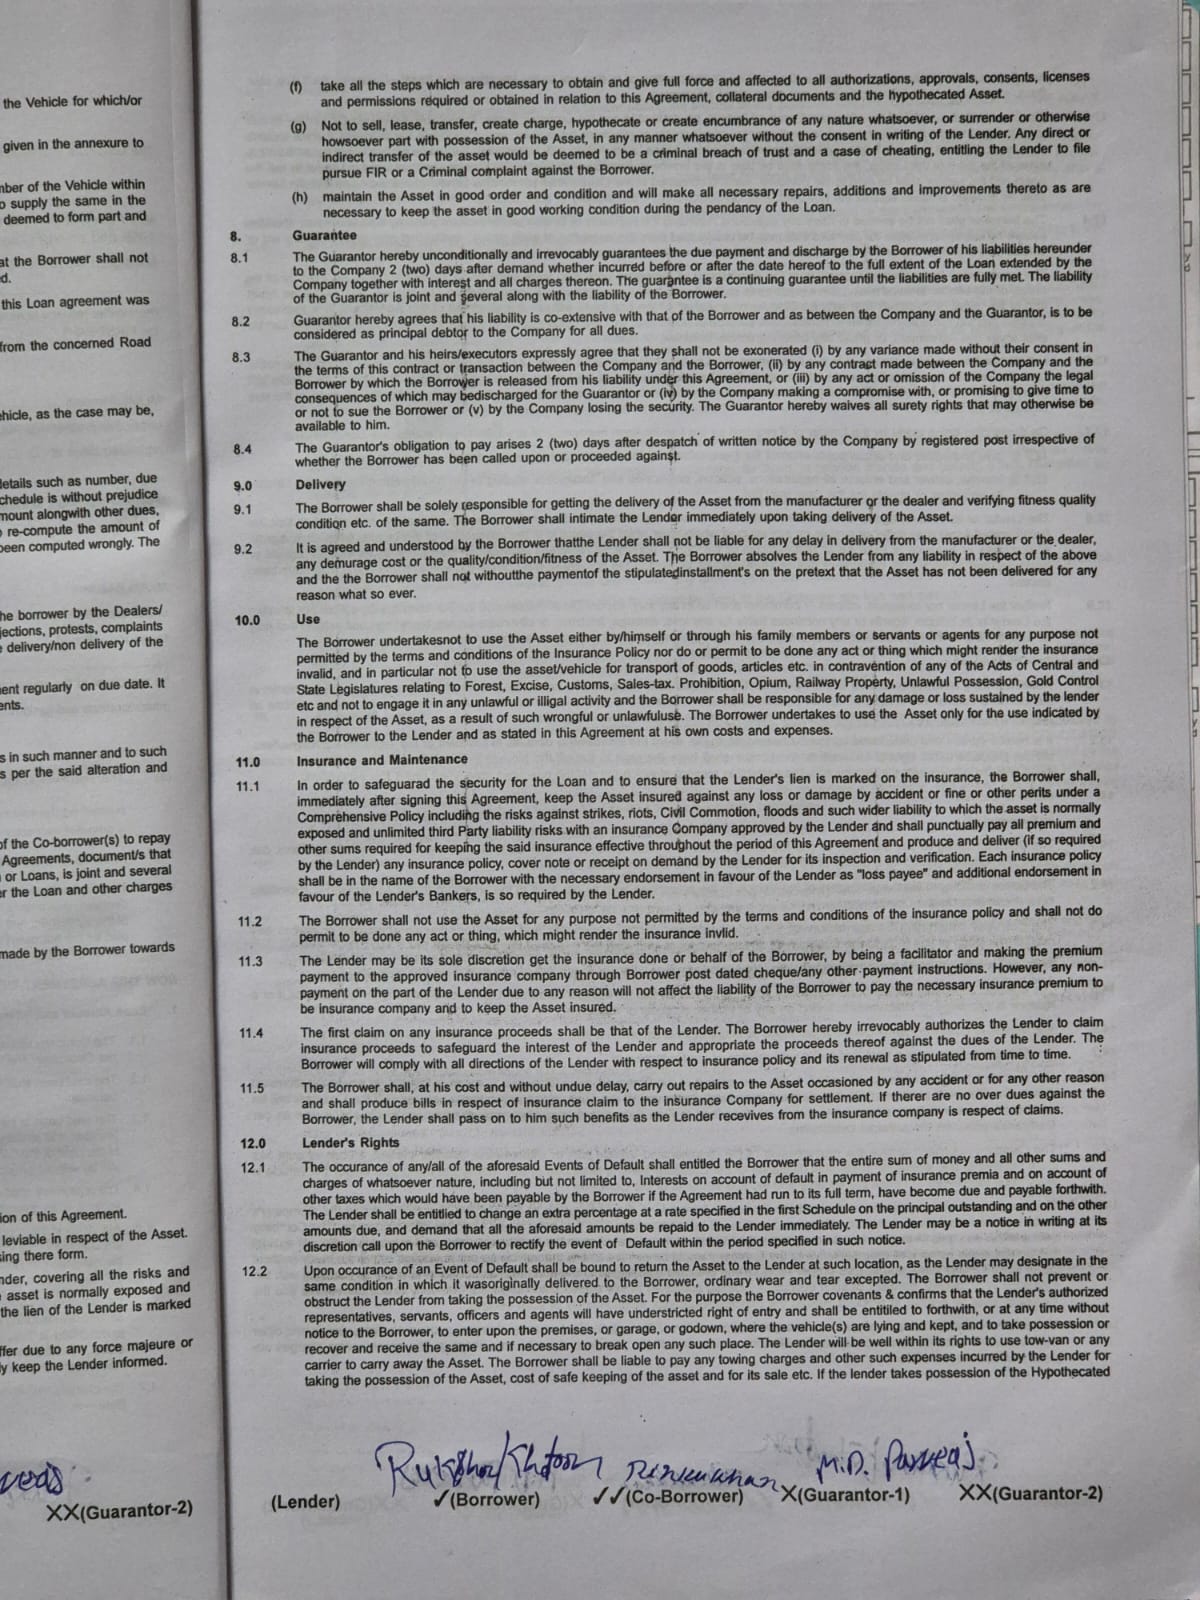 the Vehicle for which/or
given in the annexure to
nber of the Vehicle within
o supply the same in the
deemed to form part and
at the Borrower shall not
d.
this Loan agreement was
from the concerned Road
ehicle, as the case may be,
details such as number, due
chedule is without prejudice
mount alongwith other dues,
re-compute the amount of
been computed wrongly. The
he borrower by the Dealers/
jections, protests, complaints
delivery/non delivery of the
ent regularly on due date. It
ents.
s in such manner and to such
s per the said alteration and
of the Co-borrower(s) to repay
Agreements, document/s that
or Loans, is joint and several
er the Loan and other charges
made by the Borrower towards
ion of this Agreement.
leviable in respect of the Asset.
ing there form.
nder, covering all the risks and
asset is normally exposed and
the lien of the Lender is marked
ffer due to any force majeure or
y keep the Lender informed.
XX(Guarantor-2)
(f) take all the steps which are necessary to obtain and give full force and affected to all authorizations, approvals, consents, licenses
and permissions required or obtained in relation to this Agreement, collateral documents and the hypothecated Asset.
(g) Not to sell, lease, transfer, create charge, hypothecate or create encumbrance of any nature whatsoever, or surrender or otherwise
howsoever part with possession of the Asset, in any manner whatsoever without the consent in writing of the Lender. Any direct or
indirect transfer of the asset would be deemed to be a criminal breach of trust and a case of cheating, entitling the Lender to file
pursue FIR or a Criminal complaint against the Borrower.
(h) maintain the Asset in good order and condition and will make all necessary repairs, additions and improvements thereto as are
necessary to keep the asset in good working condition during the pendancy of the Loan.
8. Guarantee
8.1 The Guarantor hereby unconditionally and irrevocably guarantees the due payment and discharge by the Borrower of his liabilities hereunder
to the Company 2 (two) days after demand whether incurred before or after the date hereof to the full extent of the Loan extended by the
Company together with interest and all charges thereon. The guarantee is a continuing guarantee until the liabilities are fully met. The liability
of the Guarantor is joint and several along with the liability of the Borrower.
8.2 Guarantor hereby agrees that his liability is co-extensive with that of the Borrower and as between the Company and the Guarantor, is to be
considered as principal debtor to the Company for all dues.
8.3 The Guarantor and his heirs/executors expressly agree that they shall not be exonerated (i) by any variance made without their consent in
the terms of this contract or transaction between the Company and the Borrower, (ii) by any contract made between the Company and the
Borrower by which the Borrower is released from his liability under this Agreement, or (iii) by any act or omission of the Company the legal
consequences of which may bedischarged for the Guarantor or (iv) by the Company making a compromise with, or promising to give time to
or not to sue the Borrower or (v) by the Company losing the security. The Guarantor hereby waives all surety rights that may otherwise be
available to him.
8.4 The Guarantor's obligation to pay arises 2 (two) days after despatch of written notice by the Company by registered post irrespective of
whether the Borrower has been called upon or proceeded against.
9.0 Delivery
9.1 The Borrower shall be solely responsible for getting the delivery of the Asset from the manufacturer or the dealer and verifying fitness quality
condition etc. of the same. The Borrower shall intimate the Lender immediately upon taking delivery of the Asset.
9.2 It is agreed and understood by the Borrower thatthe Lender shall not be liable for any delay in delivery from the manufacturer or the dealer,
any demurage cost or the quality/condition/fitness of the Asset. The Borrower absolves the Lender from any liability in respect of the above
and the the Borrower shall not withoutthe paymentof the stipulatedinstallment's on the pretext that the Asset has not been delivered for any
reason what so ever.
10.0 Use
The Borrower undertakesnot to use the Asset either by/himself or through his family members or servants or agents for any purpose not
permitted by the terms and conditions of the Insurance Policy nor do or permit to be done any act or thing which might render the insurance
invalid, and in particular not to use the asset/vehicle for transport of goods, articles etc. in contravention of any of the Acts of Central and
State Legislatures relating to Forest, Excise, Customs, Sales-tax. Prohibition, Opium, Railway Property, Unlawful Possession, Gold Control
etc and not to engage it in any unlawful or illigal activity and the Borrower shall be responsible for any damage or loss sustained by the lender
in respect of the Asset, as a result of such wrongful or unlawfuluse. The Borrower undertakes to use the Asset only for the use indicated by
the Borrower to the Lender and as stated in this Agreement at his own costs and expenses.
11.0 Insurance and Maintenance
11.1 In order to safeguarad the security for the Loan and to ensure that the Lender's lien is marked on the insurance, the Borrower shall,
immediately after signing this Agreement, keep the Asset insured against any loss or damage by accident or fine or other perits under a
Comprehensive Policy including the risks against strikes, riots, Civil Commotion, floods and such wider liability to which the asset is normally
exposed and unlimited third Party liability risks with an insurance Company approved by the Lender and shall punctually pay all premium and
other sums required for keeping the said insurance effective throughout the period of this Agreement and produce and deliver (if so required
by the Lender) any insurance policy, cover note or receipt on demand by the Lender for its inspection and verification. Each insurance policy
shall be in the name of the Borrower with the necessary endorsement in favour of the Lender as "loss payee" and additional endorsement in
favour of the Lender's Bankers, is so required by the Lender.
11.2 The Borrower shall not use the Asset for any purpose not permitted by the terms and conditions of the insurance policy and shall not do
permit to be done any act or thing, which might render the insurance invlid.
11.3 The Lender may be its sole discretion get the insurance done or behalf of the Borrower, by being a facilitator and making the premium
payment to the approved insurance company through Borrower post dated cheque/any other payment instructions. However, any non-
payment on the part of the Lender due to any reason will not affect the liability of the Borrower to pay the necessary insurance premium to
be insurance company and to keep the Asset insured.
11.4 The first claim on any insurance proceeds shall be that of the Lender. The Borrower hereby irrevocably authorizes the Lender to claim
insurance proceeds to safeguard the interest of the Lender and appropriate the proceeds thereof against the dues of the Lender. The
Borrower will comply with all directions of the Lender with respect to insurance policy and its renewal as stipulated from time to time.
11.5 The Borrower shall, at his cost and without undue delay, carry out repairs to the Asset occasioned by any accident or for any other reason
and shall produce bills in respect of insurance claim to the insurance Company for settlement. If therer are no over dues against the
Borrower, the Lender shall pass on to him such benefits as the Lender recevives from the insurance company is respect of claims.
12.0 Lender's Rights
12.1 The occurance of any/all of the aforesaid Events of Default shall entitled the Borrower that the entire sum of money and all other sums and
charges of whatsoever nature, including but not limited to, Interests on account of default in payment of insurance premia and on account of
other taxes which would have been payable by the Borrower if the Agreement had run to its full term, have become due and payable forthwith.
The Lender shall be entitlied to change an extra percentage at a rate specified in the first Schedule on the principal outstanding and on the other
amounts due, and demand that all the aforesaid amounts be repaid to the Lender immediately. The Lender may be a notice in writing at its
discretion call upon the Borrower to rectify the event of Default within the period specified in such notice.
12.2 Upon occurance of an Event of Default shall be bound to return the Asset to the Lender at such location, as the Lender may designate in the
same condition in which it wasoriginally delivered to the Borrower, ordinary wear and tear excepted. The Borrower shall not prevent or
obstruct the Lender from taking the possession of the Asset. For the purpose the Borrower covenants & confirms that the Lender's authorized
representatives, servants, officers and agents will have understricted right of entry and shall be entitiled to forthwith, or at any time without
notice to the Borrower, to enter upon the premises, or garage, or godown, where the vehicle(s) are lying and kept, and to take possession or
recover and receive the same and if necessary to break open any such place. The Lender will be well within its rights to use tow-van or any
carrier to carry away the Asset. The Borrower shall be liable to pay any towing charges and other such expenses incurred by the Lender for
taking the possession of the Asset, cost of safe keeping of the asset and for its sale etc. If the lender takes possession of the Hypothecated
M.D. Parveaj
(Lender) ✓(Borrower) ✓✓(Co-Borrower) X(Guarantor-1) XX(Guarantor-2)